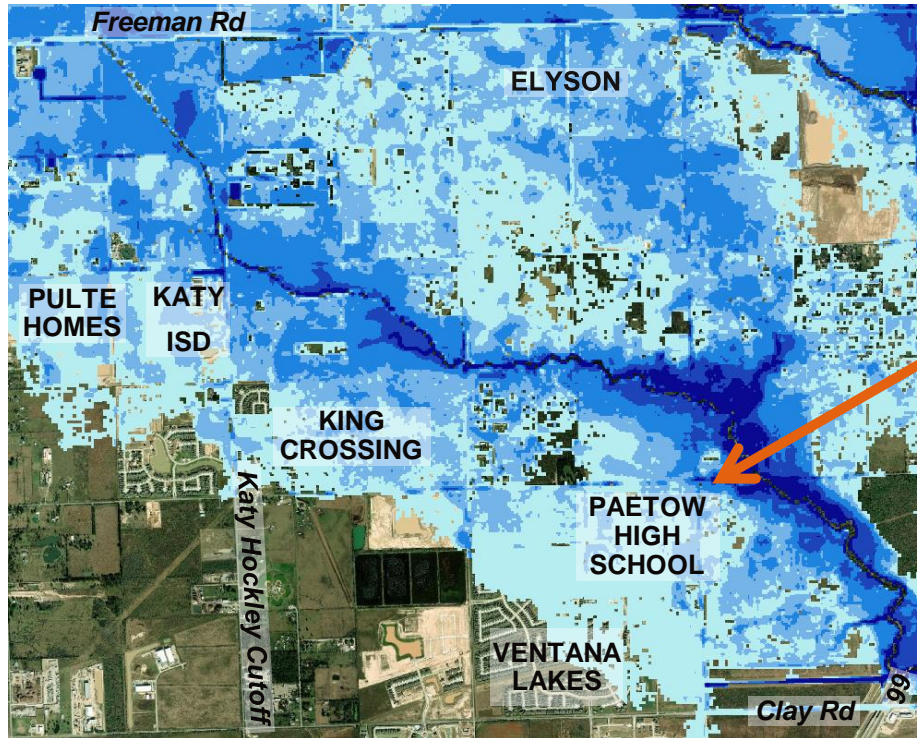 Freeman Rd
ELYSON
PULTE
HOMES
KATY
ISD
KING
CROSSING
Katy Hockley Cutoff
PAETOW
HIGH
SCHOOL
VENTANA
LAKES
Clay Rd
99